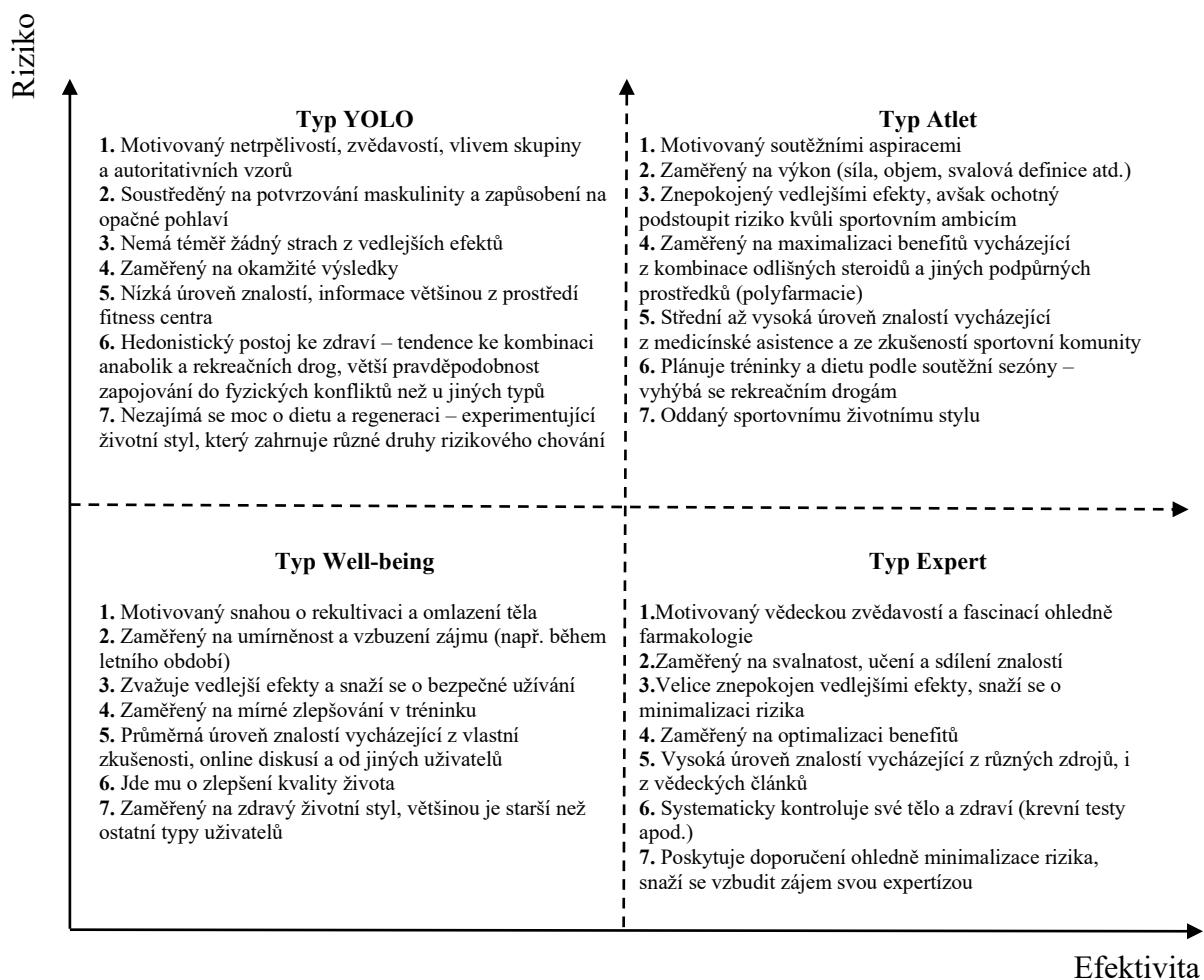 Riziko
Typ YOLO
1. Motivovaný netrpělivostí, zvědavostí, vlivem skupiny
a autoritativních vzorů
2. Soustředěný na potvrzování maskulinity a zapůsobení na
opačné pohlaví
3. Nemá téměř žádný strach z vedlejších efektů
4. Zaměřený na okamžité výsledky
5. Nízká úroveň znalostí, informace většinou z prostředí
fitness centra
6. Hedonistický postoj ke zdraví – tendence ke kombinaci
anabolik a rekreačních drog, větší pravděpodobnost
zapojování do fyzických konfliktů než u jiných typů
7. Nezajímá se moc o dietu a regeneraci – experimentující
životní styl, který zahrnuje různé druhy rizikového chování
Typ Atlet
1. Motivovaný soutěžními aspiracemi
2. Zaměřený na výkon (síla, objem, svalová definice atd.)
3. Znepokojený vedlejšími efekty, avšak ochotný
podstoupit riziko kvůli sportovním ambicím
4. Zaměřený na maximalizaci benefitů vycházející
z kombinace odlišných steroidů a jiných podpůrných
prostředků (polyfarmacie)
5. Střední až vysoká úroveň znalostí vycházející
z medicínské asistence a ze zkušeností sportovní komunity
6. Plánuje tréninky a dietu podle soutěžní sezóny –
vyhýbá se rekreačním drogám
7. Oddaný sportovnímu životnímu stylu
Typ Well-being
1. Motivovaný snahou o rekultivaci a omlazení těla
2. Zaměřený na umírněnost a vzbuzení zájmu (např. během
letního období)
3. Zvažuje vedlejší efekty a snaží se o bezpečné užívání
4. Zaměřený na mírné zlepšování v tréninku
5. Průměrná úroveň znalostí vycházející z vlastní
zkušenosti, online diskusí a od jiných uživatelů
6. Jde mu o zlepšení kvality života
7. Zaměřený na zdravý životní styl, většinou je starší než
ostatní typy uživatelů
Typ Expert
1.Motivovaný vědeckou zvědavostí a fascinací ohledně
farmakologie
2.Zaměřený na svalnatost, učení a sdílení znalostí
3.Velice znepokojen vedlejšími efekty, snaží se o
minimalizaci rizika
4. Zaměřený na optimalizaci benefitů
5. Vysoká úroveň znalostí vycházející z různých zdrojů, i
z vědeckých článků
6. Systematicky kontroluje své tělo a zdraví (krevní testy
apod.)
7. Poskytuje doporučení ohledně minimalizace rizika,
snaží se vzbudit zájem svou expertízou
Efektivita